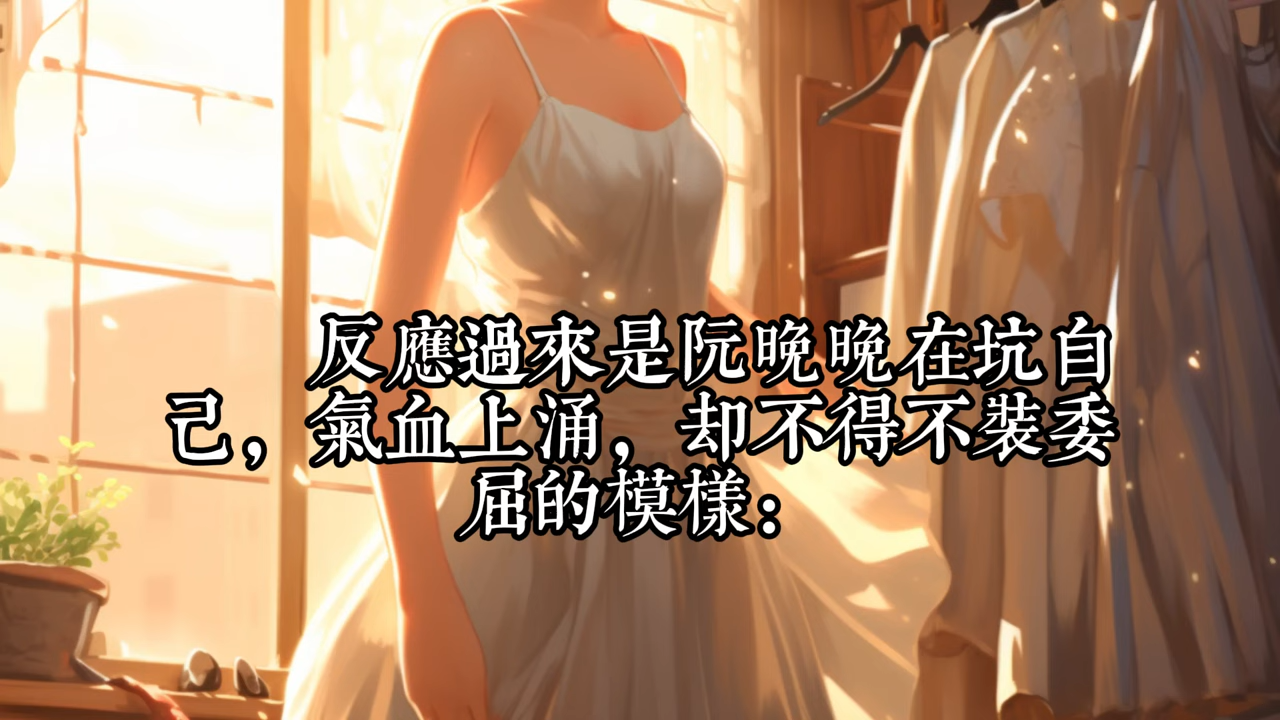 反應過來是阮晚晚在坑自
己，氣血上涌，却不得不裝委
屈的模樣：